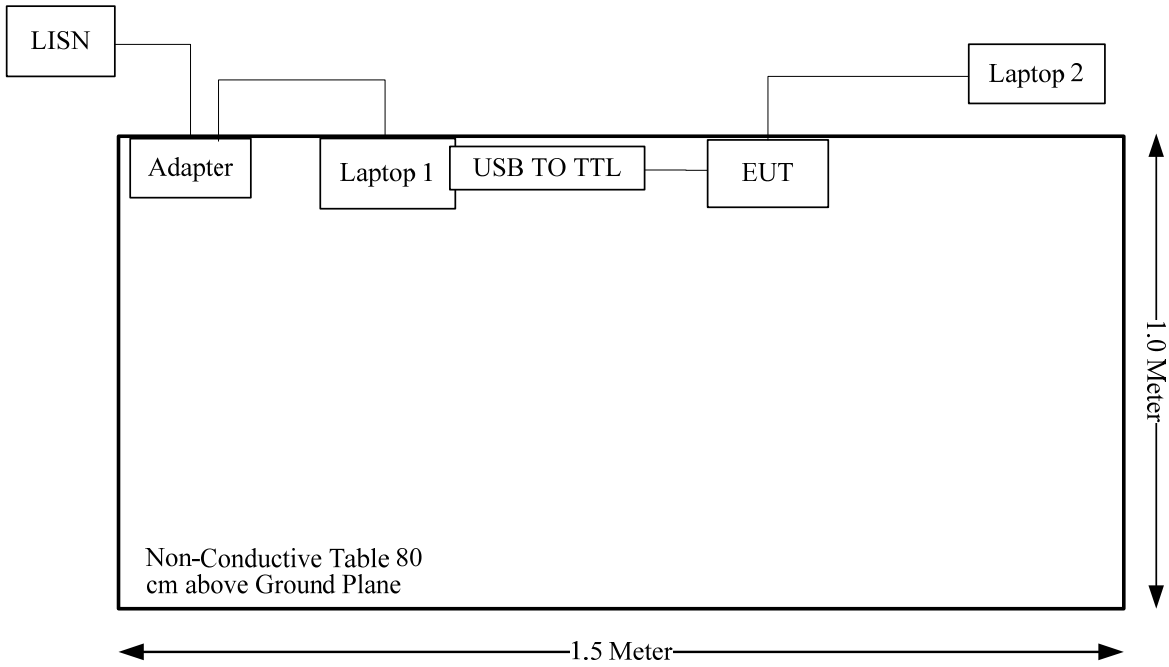 LISN
Laptop 2
Adapter
Laptop 1
USB TO TTL
EUT
1.0 Meter
Non-Conductive Table 80
cm above Ground Plane
1.5 Meter